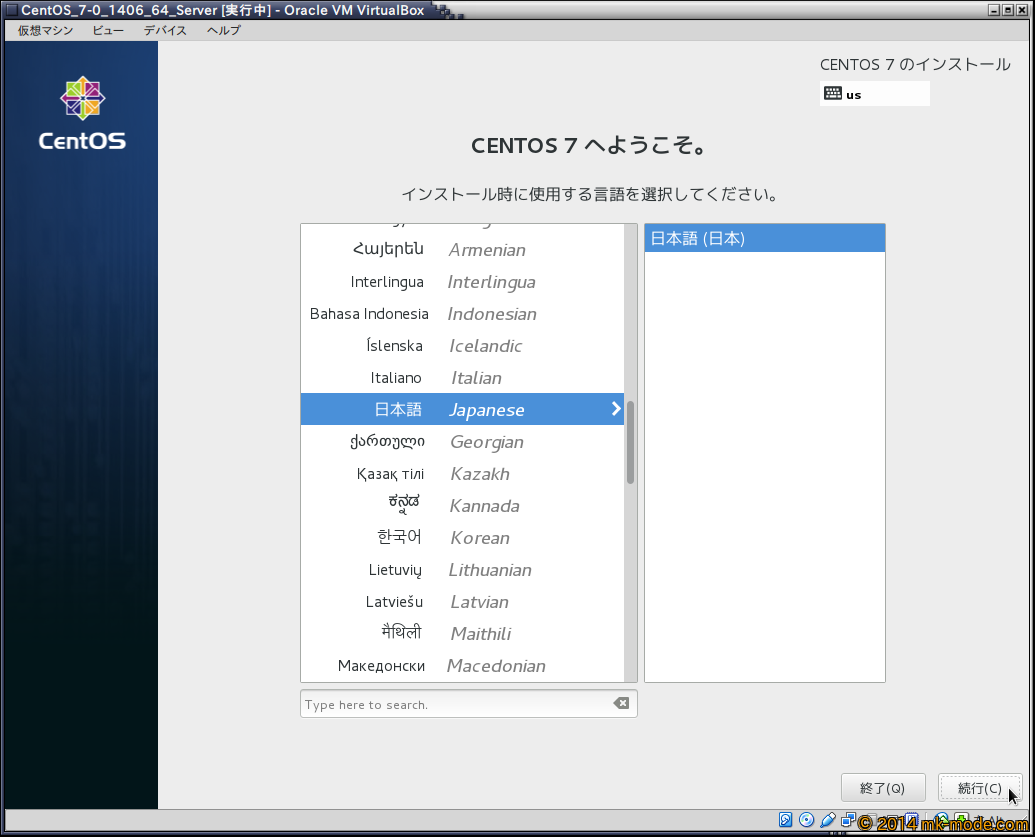 CentOS_7-0_1406_64_Server [実行中] - Oracle VM VirtualBox
仮想マシン ビュー デバイス ヘルプ
CentOS
CENTOS 7 のインストール
us
CENTOS 7 へようこそ。
インストール時に使用する言語を選択してください。
Հայերեն Armenian
Interlingua Interlingua
Bahasa Indonesia Indonesian
Íslenska Icelandic
Italiano Italian
日本語 Japanese
ქართული Georgian
Қазақ тілі Kazakh
ಕನ್ನಡ Kannada
한국어 Korean
Lietuvių Lithuanian
Latviešu Latvian
मैथिली Maithili
Македонски Macedonian
日本語 (日本)
Type here to search.
終了(Q) 続行(C)
© 2014 mk-mode.com